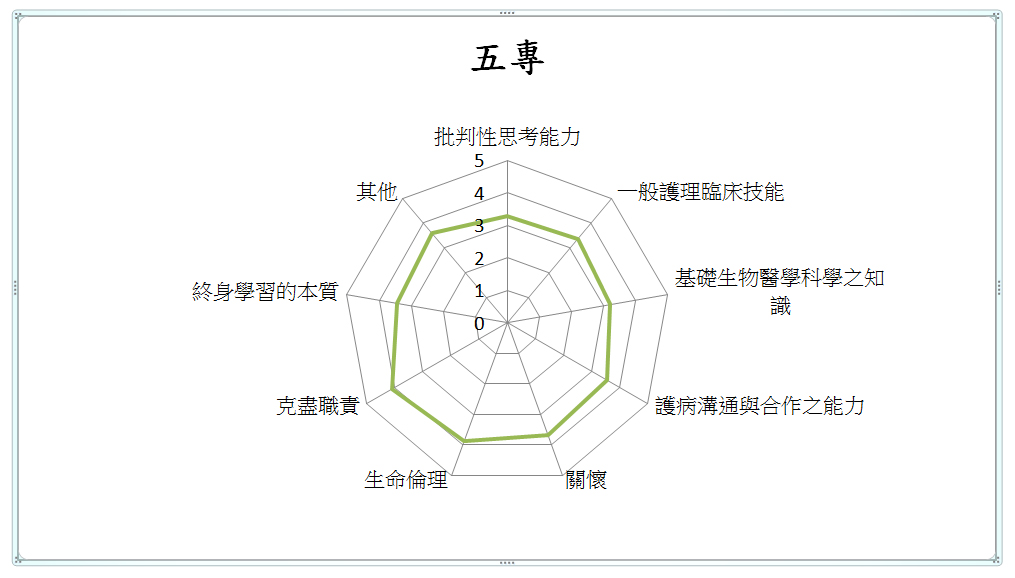 五專
批判性思考能力
一般護理臨床技能
基礎生物醫學科學之知
識
護病溝通與合作之能力
關懷
生命倫理
克盡職責
終身學習的本質
其他
5
4
3
2
1
0